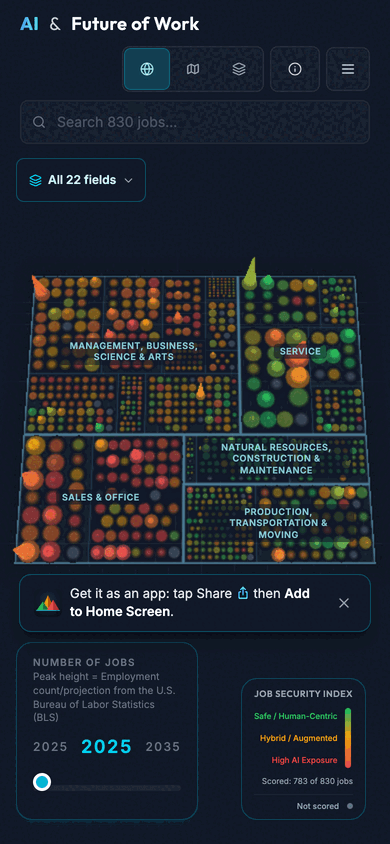 AI & Future of Work
Search 830 jobs...
All 22 fields
MANAGEMENT, BUSINESS,
SCIENCE & ARTS
SERVICE
NATURAL RESOURCES,
CONSTRUCTION &
MAINTENANCE
SALES & OFFICE
PRODUCTION,
TRANSPORTATION &
MOVING
Get it as an app: tap Share then Add
to Home Screen.
NUMBER OF JOBS
Peak height = Employment
count/projection from the U.S.
Bureau of Labor Statistics
(BLS)
2025 2025 2035
JOB SECURITY INDEX
Safe / Human-Centric
Hybrid / Augmented
High AI Exposure
Scored: 783 of 830 jobs
Not scored